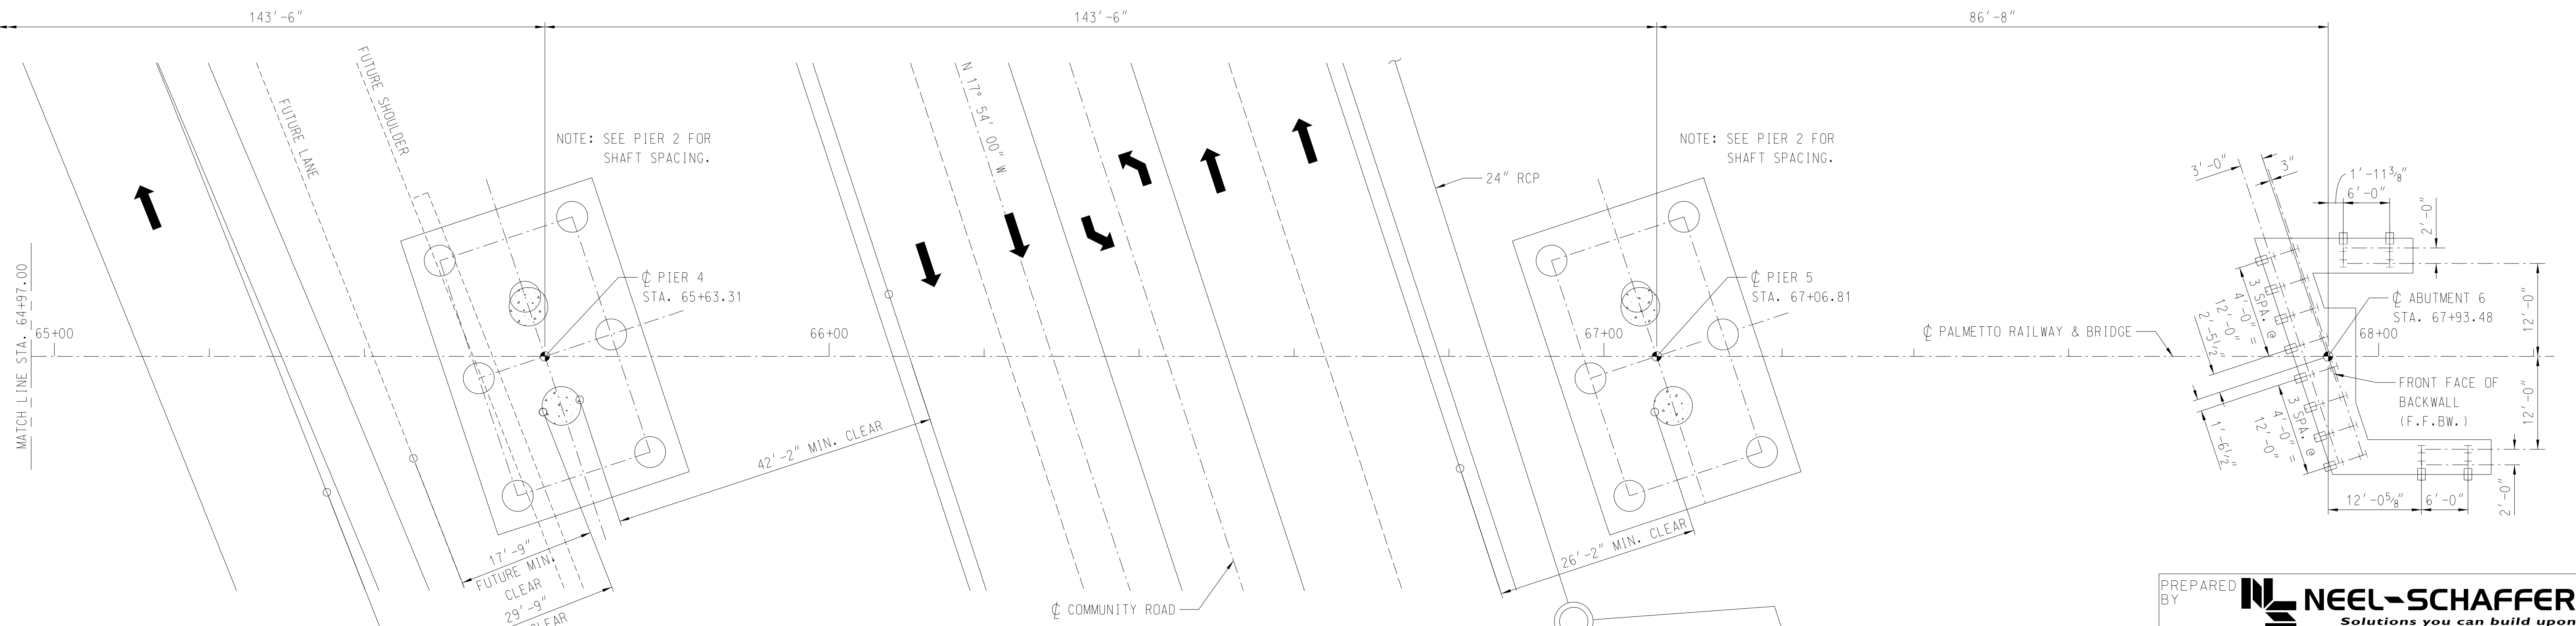 143'-6"
143'-6"
86'-8"
FUTURE SHOULDER
FUTURE LANE
NOTE: SEE PIER 2 FOR
SHAFT SPACING.
N 17° 54' 00" W
NOTE: SEE PIER 2 FOR
SHAFT SPACING.
24" RCP
3'-0"
3"
1'-11⅜"
6'-0"
2'-0"
MATCH LINE STA. 64+97.00
65+00
℄ PIER 4
STA. 65+63.31
66+00
67+00
℄ PIER 5
STA. 67+06.81
℄ PALMETTO RAILWAY & BRIDGE
3 SPA. @
4'-0" =
12'-0"
2'-5½"
℄ ABUTMENT 6
STA. 67+93.48
68+00
12'-0"
12'-0"
FRONT FACE OF
BACKWALL
(F.F.BW.)
3 SPA. @
4'-0" =
12'-0"
1'-6½"
12'-0⅝"
6'-0"
2'-0"
42'-2" MIN. CLEAR
26'-2" MIN. CLEAR
17'-9"
FUTURE MIN.
CLEAR
29'-9"
CLEAR
℄ COMMUNITY ROAD
PREPARED
BY
NEEL-SCHAFFER
Solutions you can build upon